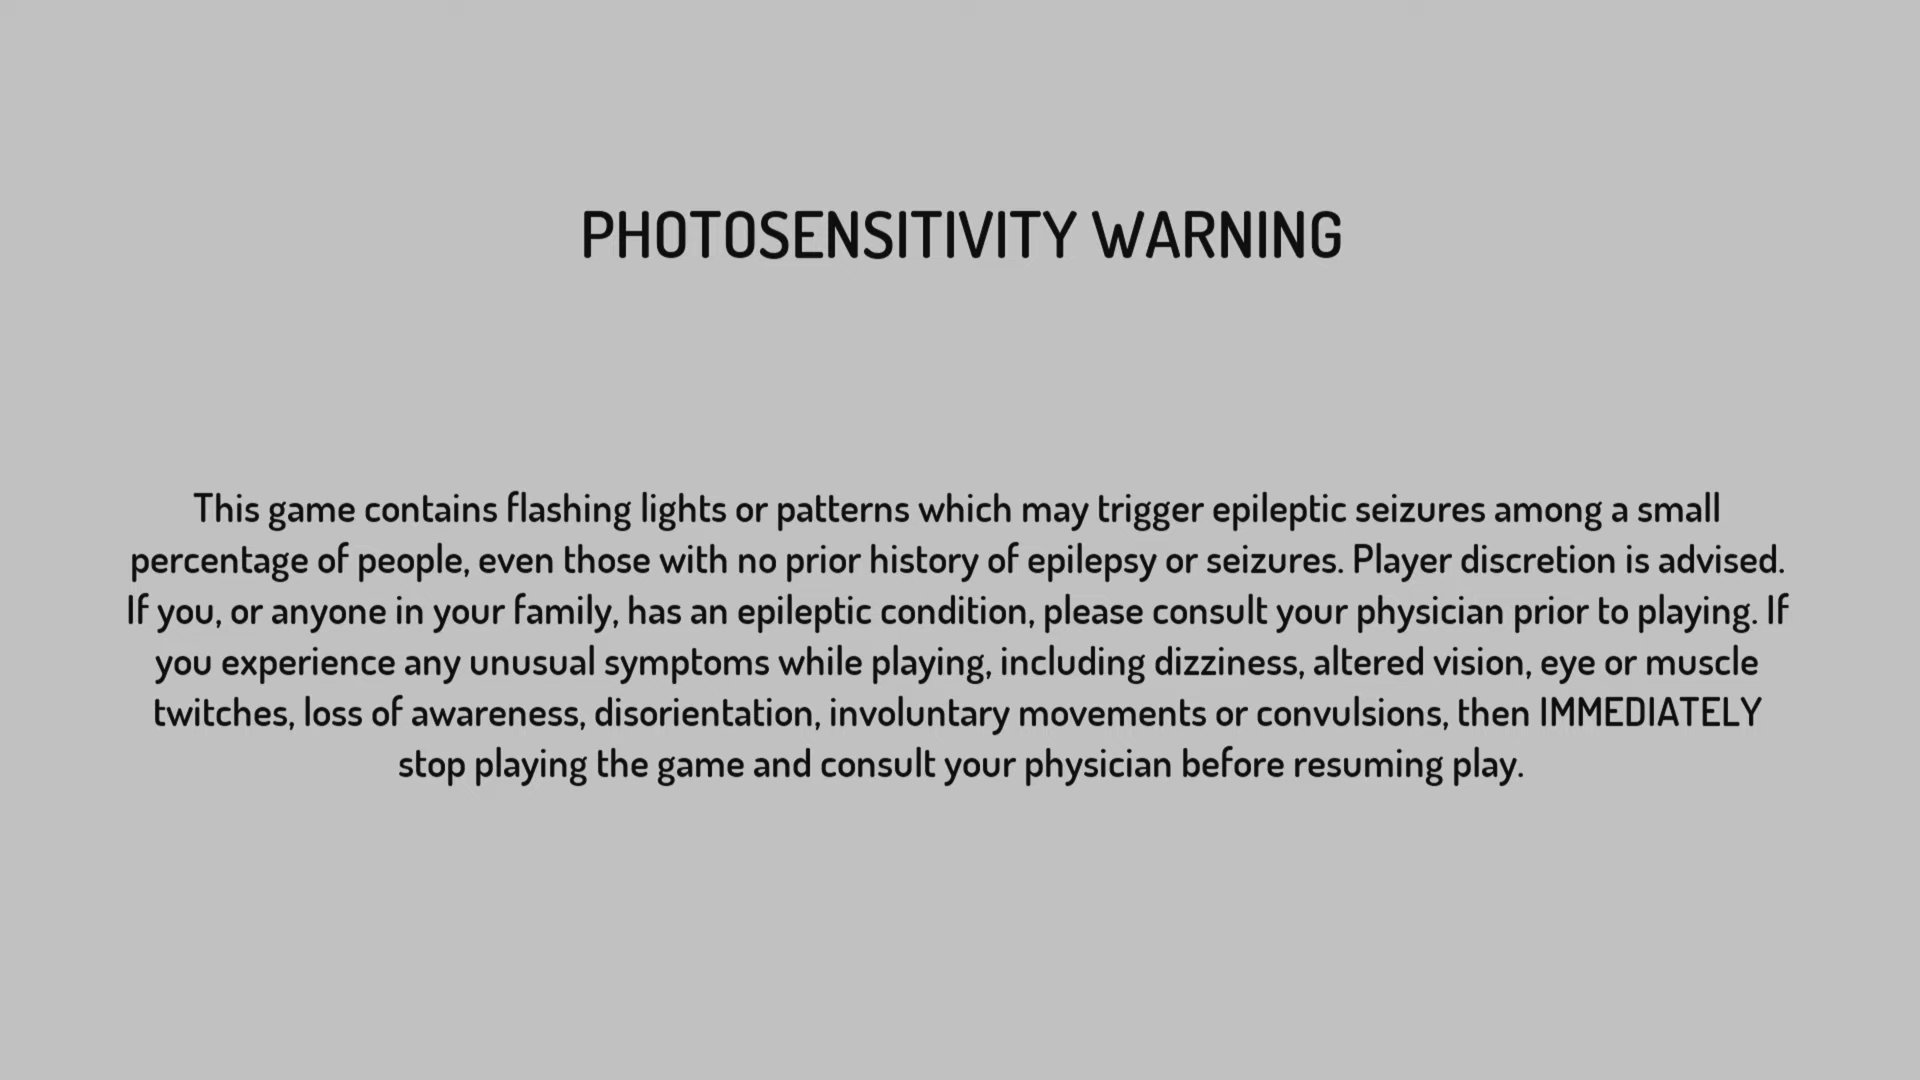 PHOTOSENSITIVITY WARNING
This game contains flashing lights or patterns which may trigger epileptic seizures among a small
percentage of people, even those with no prior history of epilepsy or seizures. Player discretion is advised.
If you, or anyone in your family, has an epileptic condition, please consult your physician prior to playing. If
you experience any unusual symptoms while playing, including dizziness, altered vision, eye or muscle
twitches, loss of awareness, disorientation, involuntary movements or convulsions, then IMMEDIATELY
stop playing the game and consult your physician before resuming play.